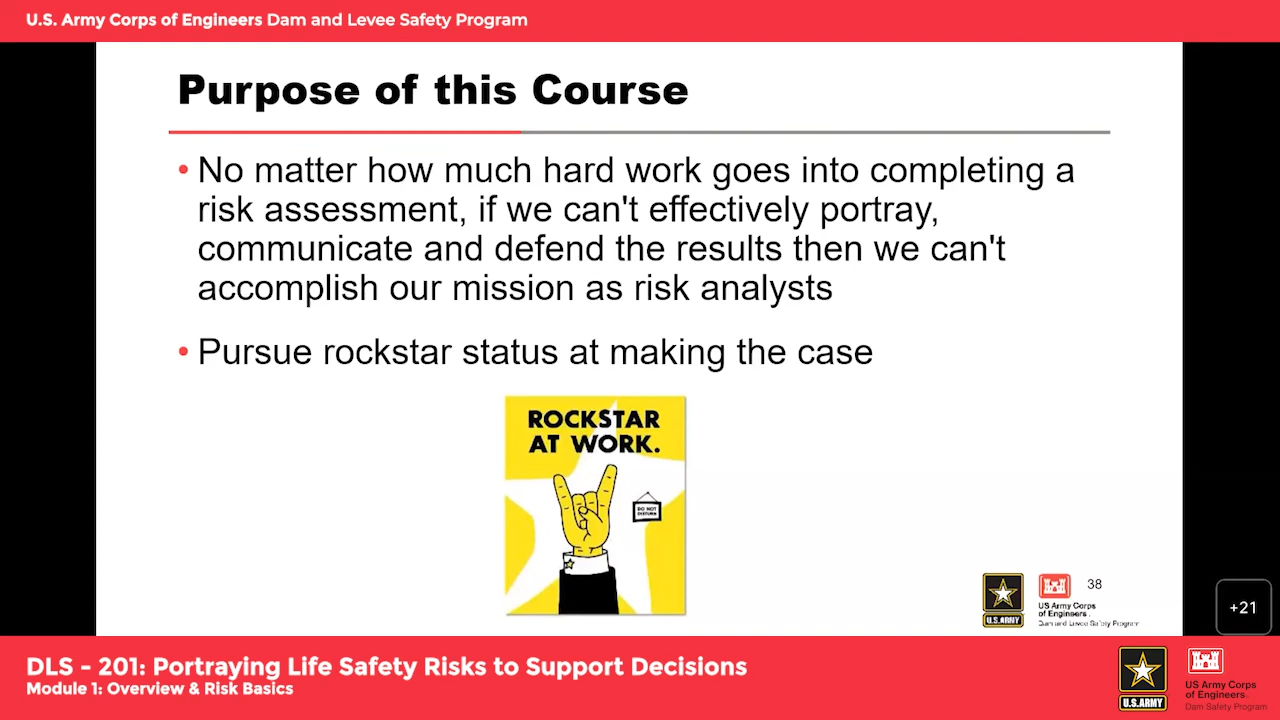 U.S. Army Corps of Engineers Dam and Levee Safety Program
Purpose of this Course
• No matter how much hard work goes into completing a
risk assessment, if we can't effectively portray,
communicate and defend the results then we can't
accomplish our mission as risk analysts
• Pursue rockstar status at making the case
ROCKSTAR
AT WORK.
DO NOT
DISTURB
U.S. ARMY
US Army Corps
of Engineers
Dam and Levee Safety Program
38
+21
DLS - 201: Portraying Life Safety Risks to Support Decisions
Module 1: Overview & Risk Basics
U.S. ARMY
US Army Corps
of Engineers
Dam Safety Program